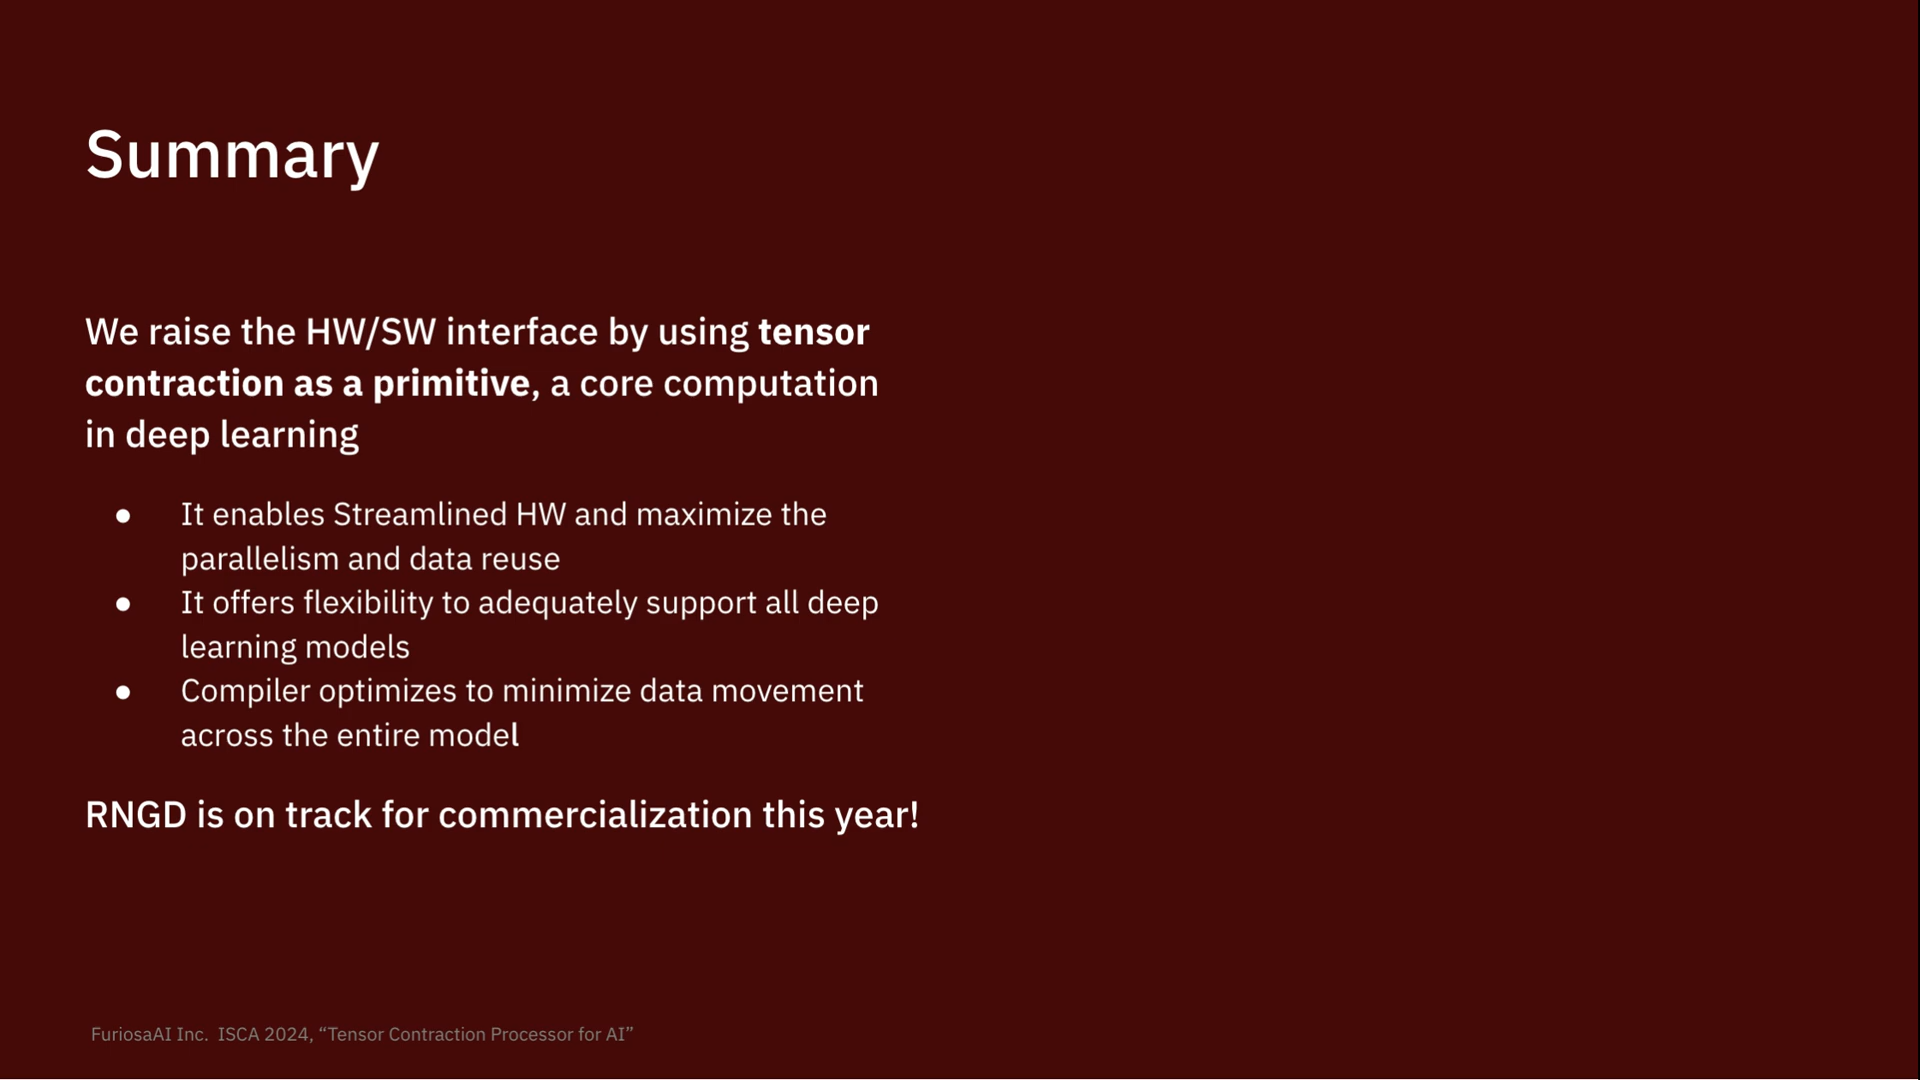 Summary
We raise the HW/SW interface by using tensor
contraction as a primitive, a core computation
in deep learning
● It enables Streamlined HW and maximize the
parallelism and data reuse
● It offers flexibility to adequately support all deep
learning models
● Compiler optimizes to minimize data movement
across the entire model
RNGD is on track for commercialization this year!
FuriosaAI Inc. ISCA 2024, “Tensor Contraction Processor for AI”